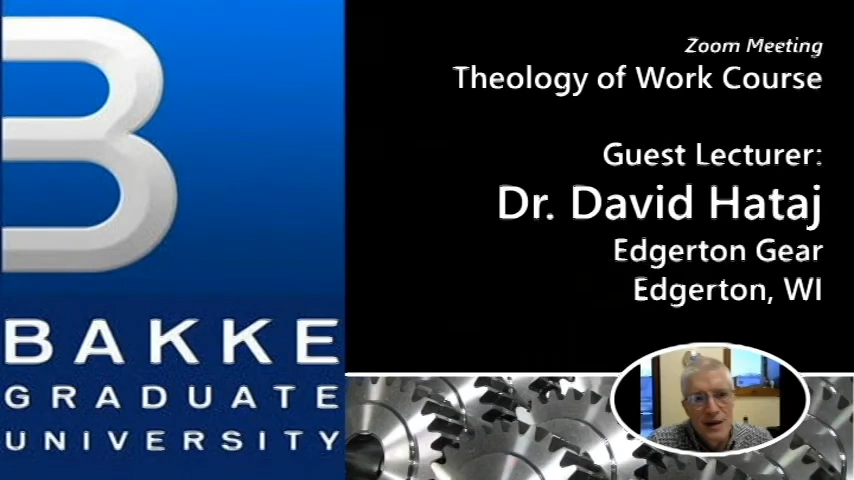 BAKKE
GRADUATE
UNIVERSITY
Zoom Meeting
Theology of Work Course
Guest Lecturer:
Dr. David Hataj
Edgerton Gear
Edgerton, WI